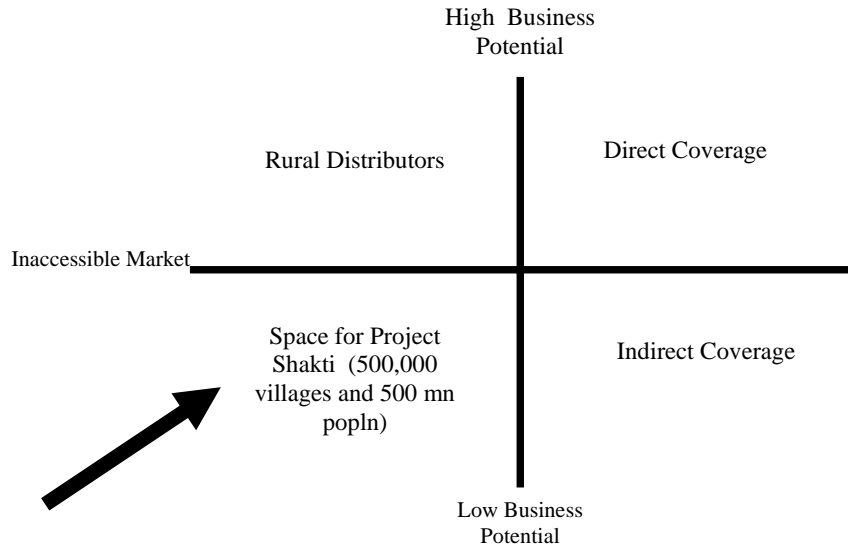 High Business
Potential
Rural Distributors
Direct Coverage
Inaccessible Market
Space for Project
Shakti (500,000
villages and 500 mn
popln)
Indirect Coverage
Low Business
Potential